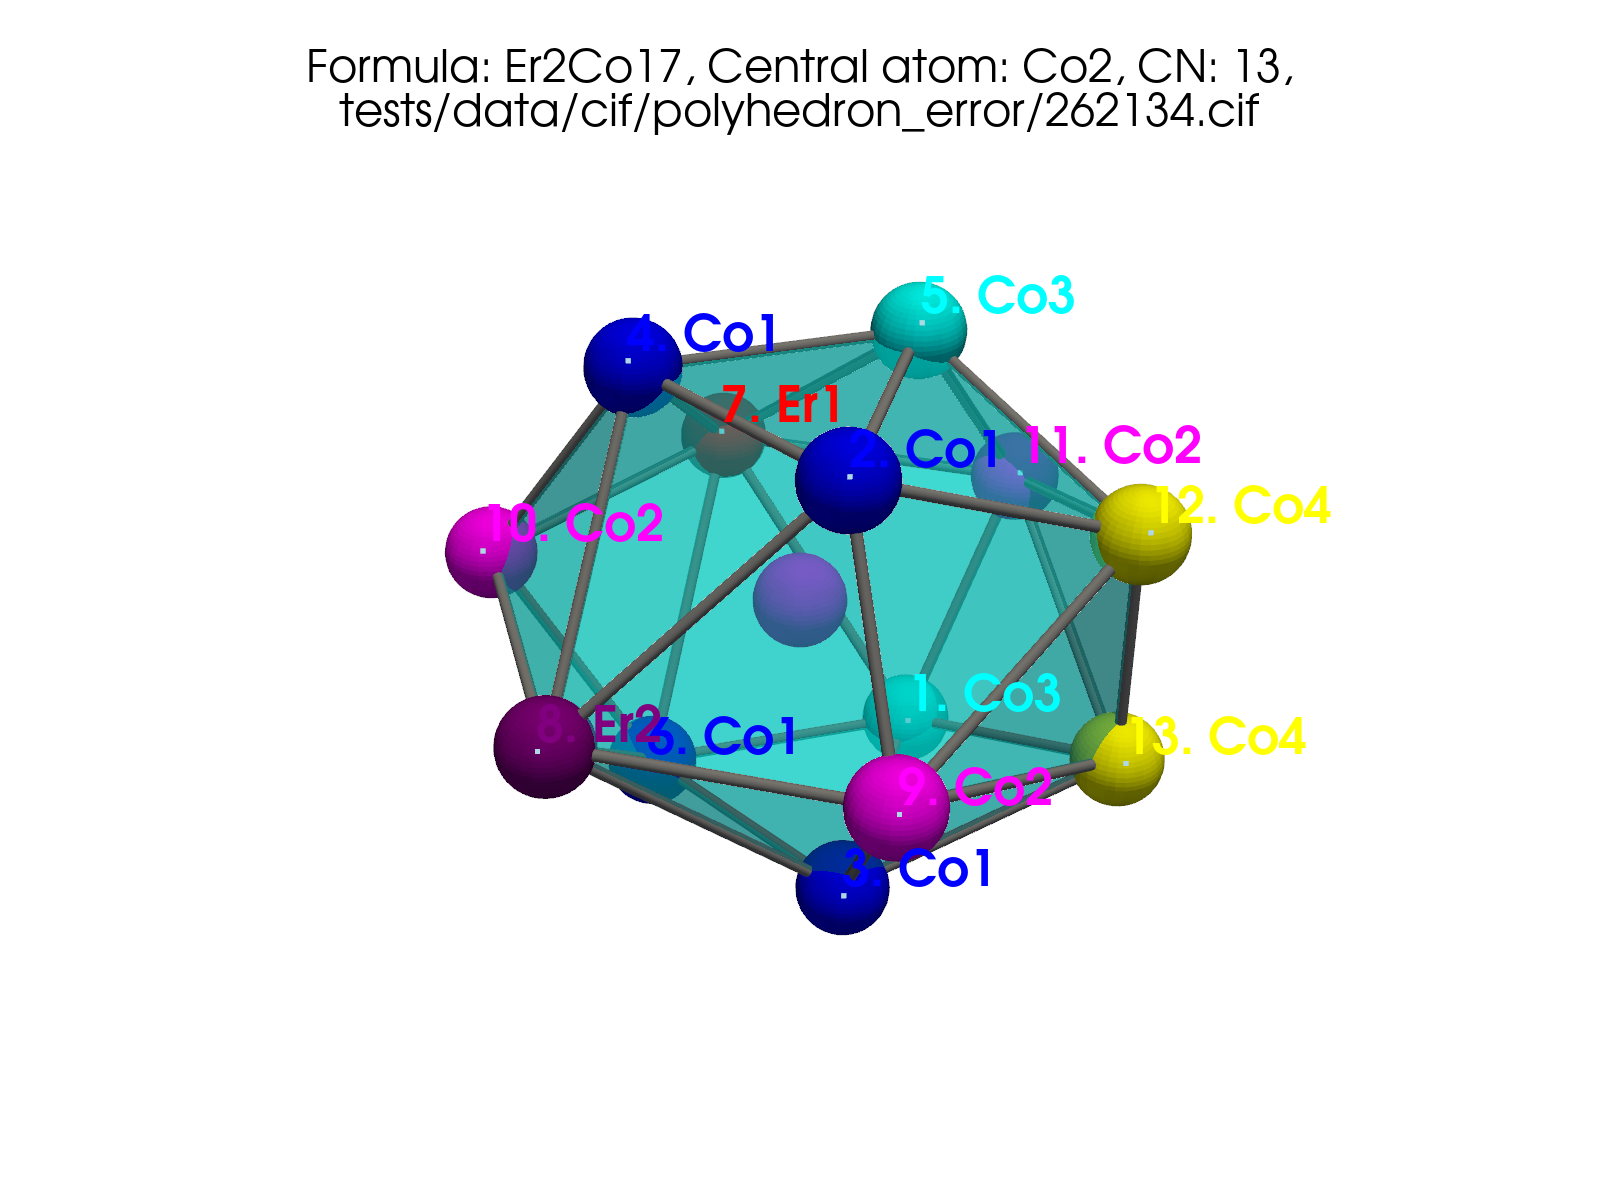 Formula: Er2Co17, Central atom: Co2, CN: 13,
tests/data/cif/polyhedron_error/262134.cif
5. Co3
4. Co1
7. Er1
2. Co1
11. Co2
12. Co4
10. Co2
1. Co3
8. Er2
6. Co1
13. Co4
9. Co2
3. Co1